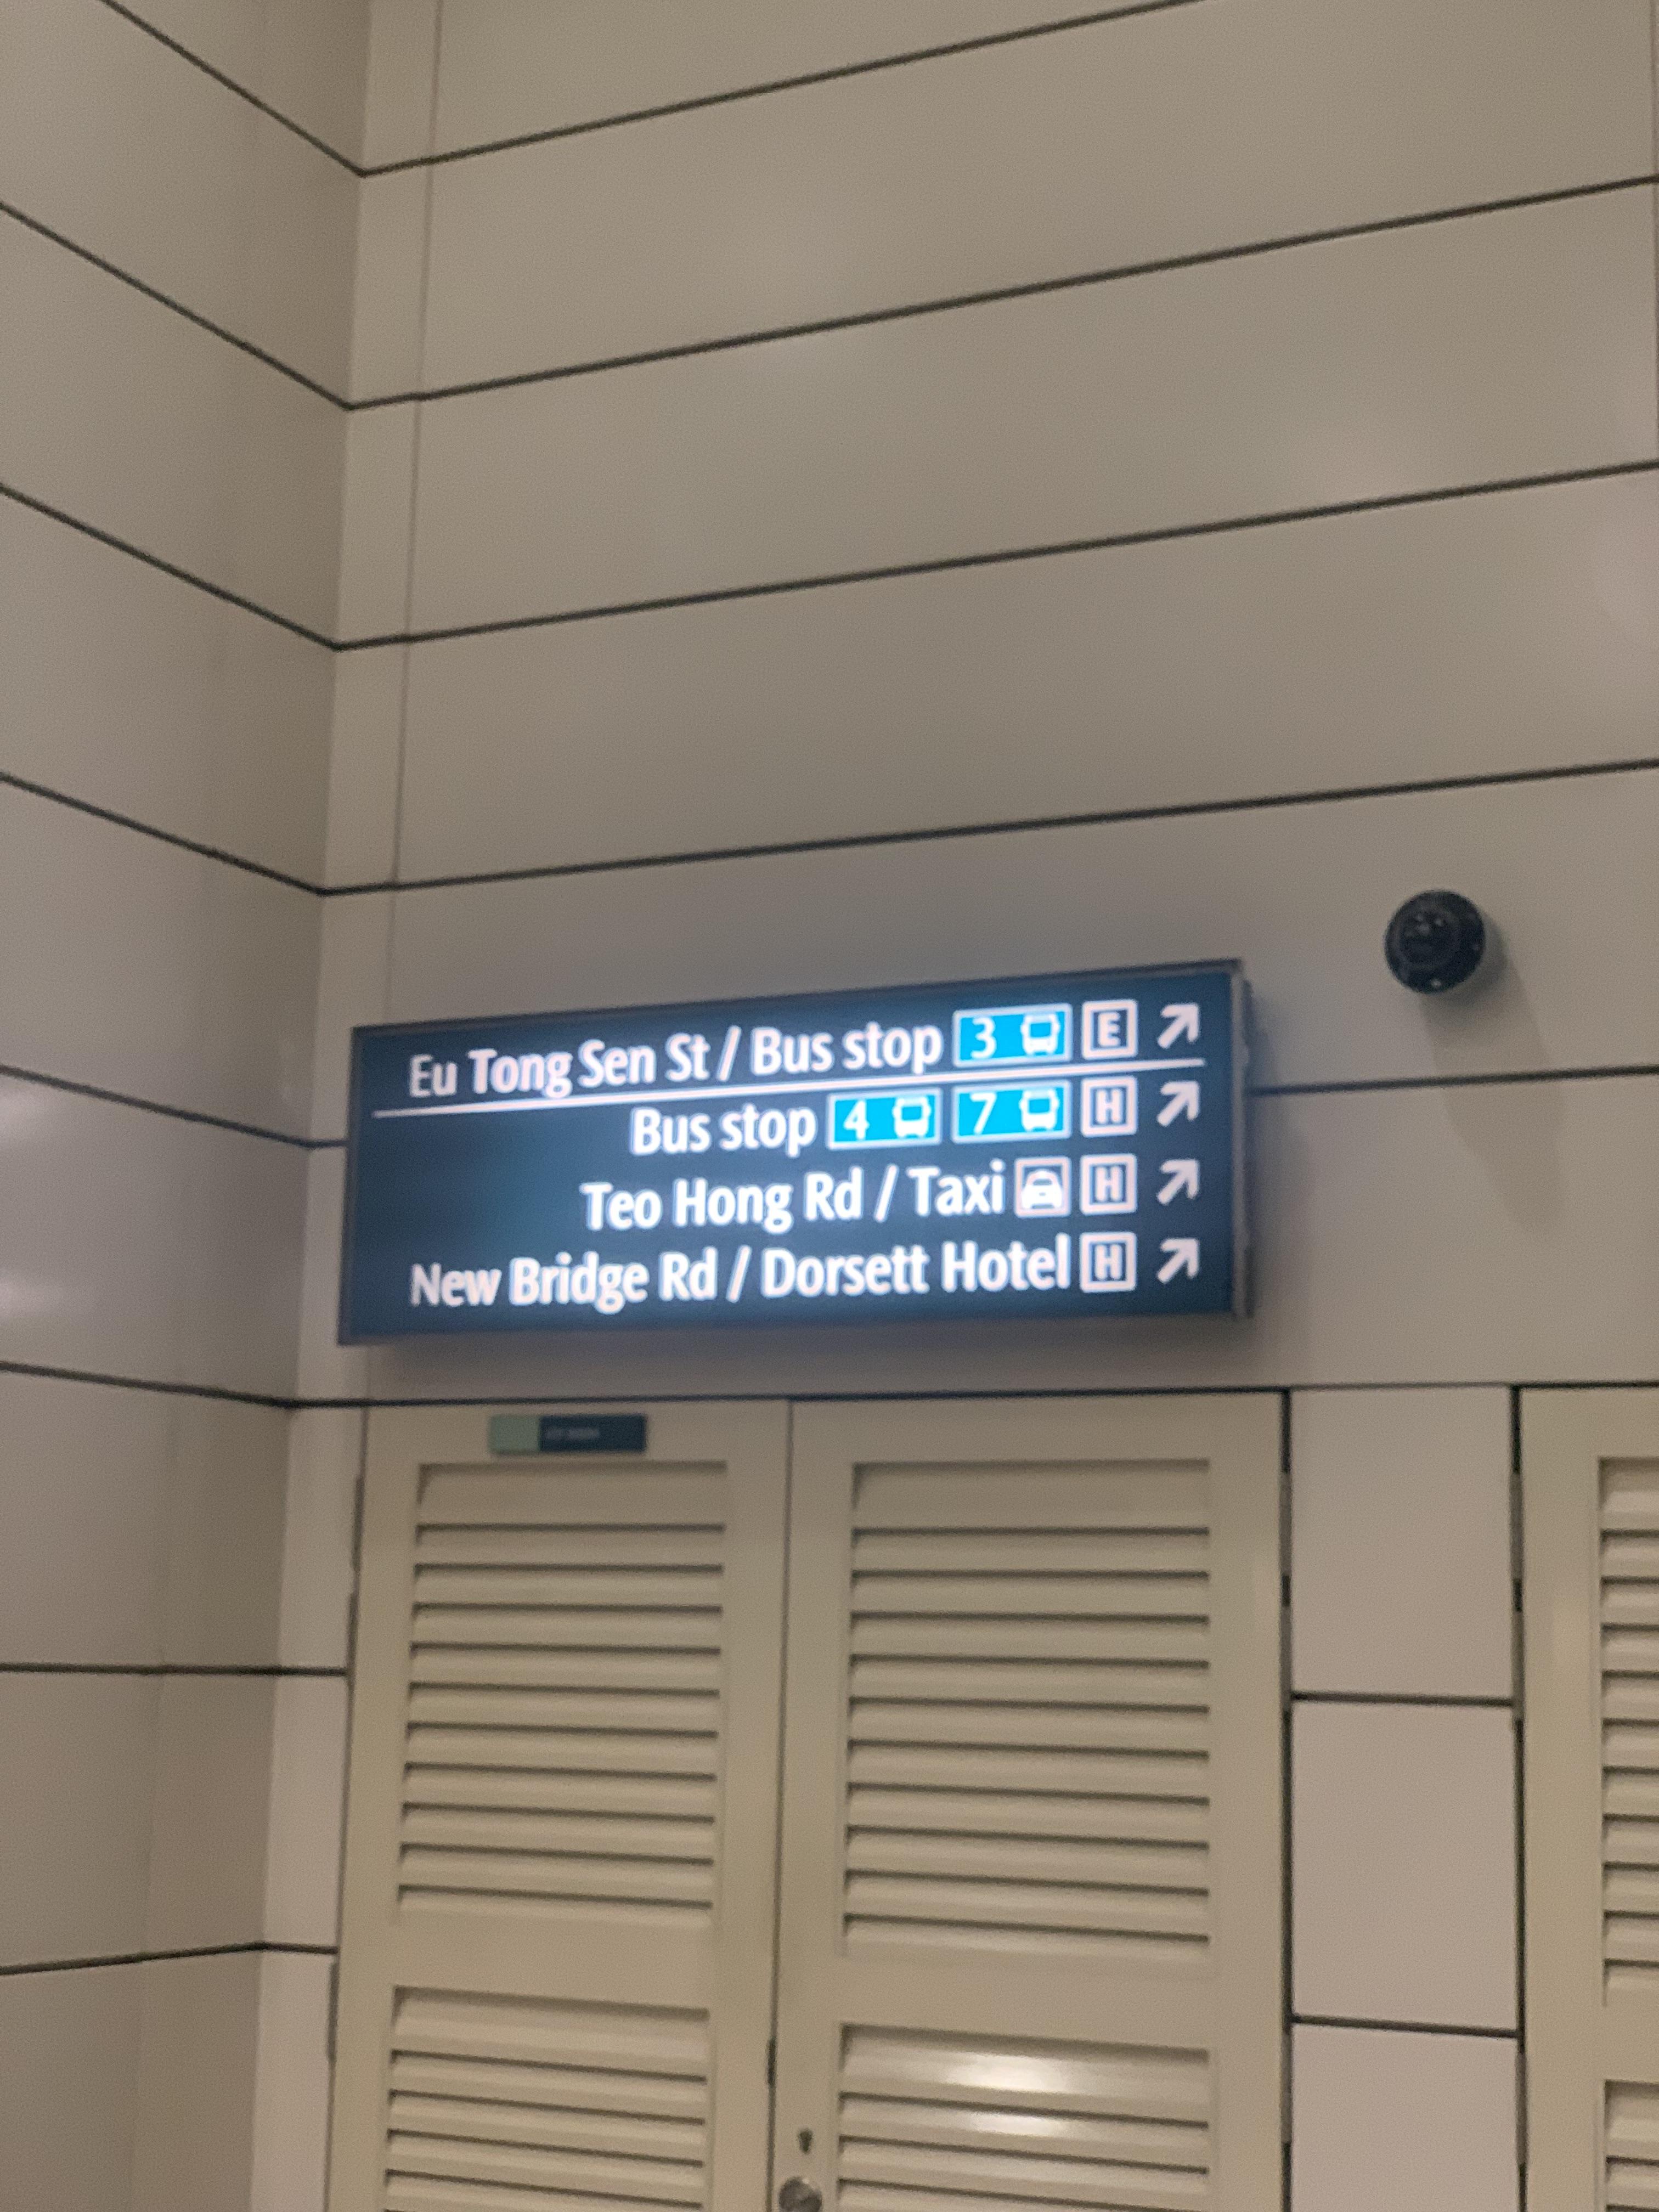 Eu Tong Sen St / Bus stop 3 E
Bus stop 4 7 H
Teo Hong Rd / Taxi H
New Bridge Rd / Dorsett Hotel H